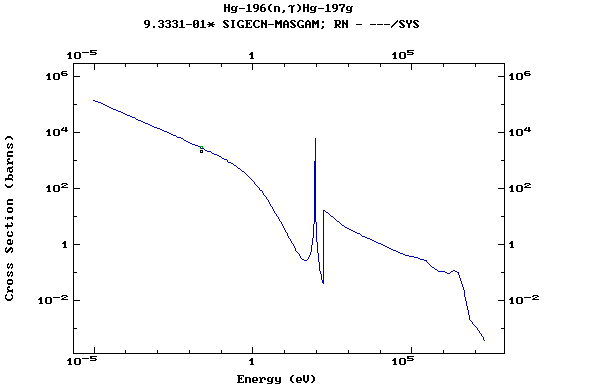 Hg-196(n,γ)Hg-197g
9.3331-01* SIGECN-MASGAM; RN - ---/SYS
10-5 1 105
106 106
104 104
102 102
1 1
10-2 10-2
10-5 1 105
Cross Section (barns)
Energy (eV)